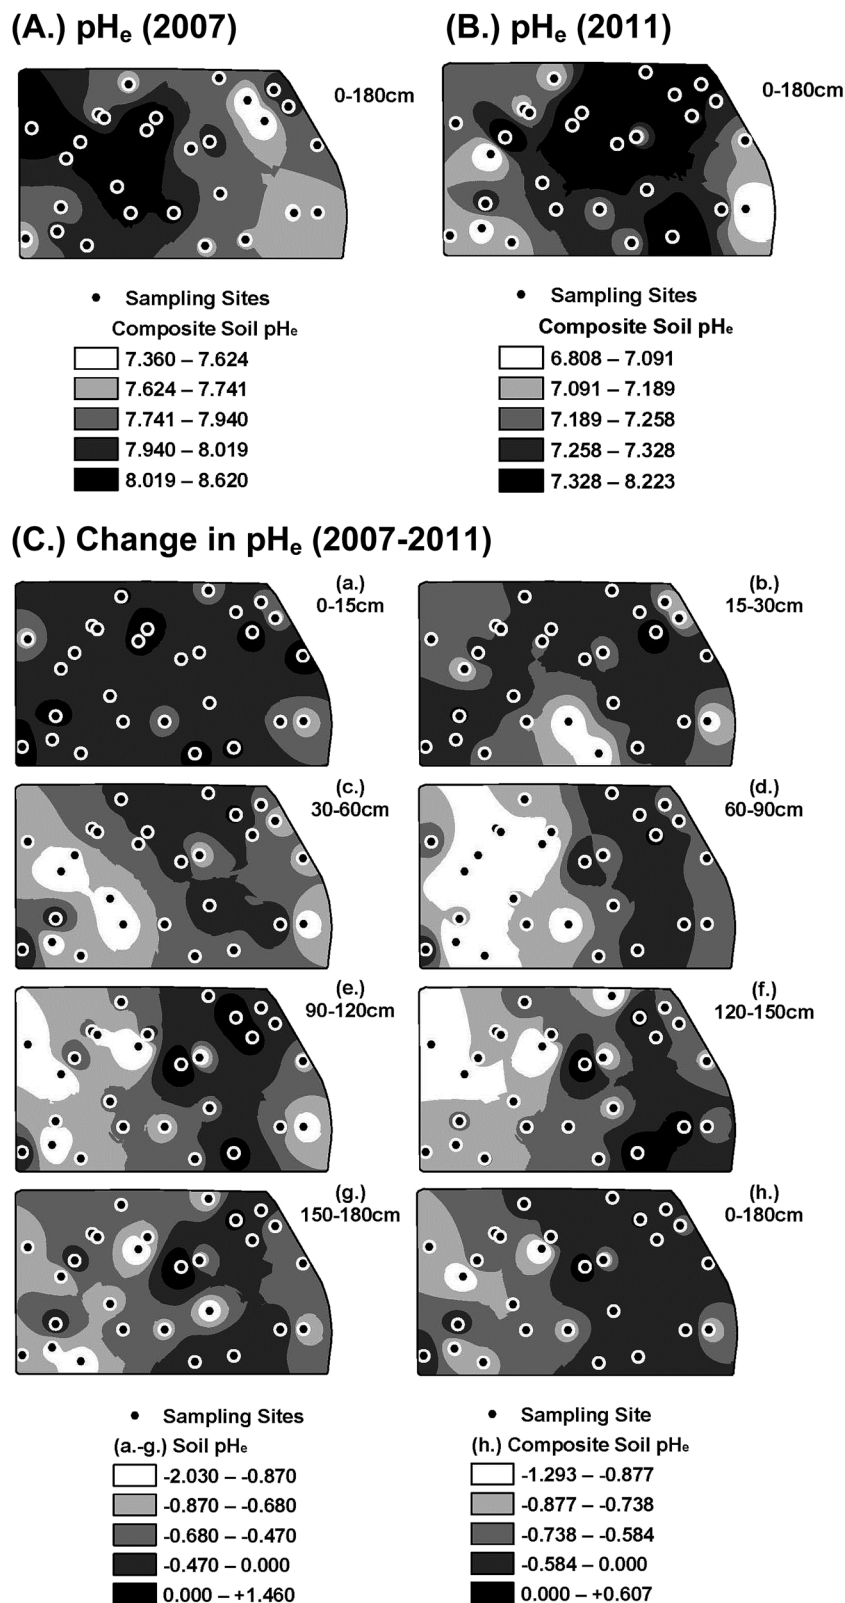 (A.) pHe (2007)
(B.) pHe (2011)
0-180cm
0-180cm
Sampling Sites
Composite Soil pHe
7.360 – 7.624
7.624 – 7.741
7.741 – 7.940
7.940 – 8.019
8.019 – 8.620
Sampling Sites
Composite Soil pHe
6.808 – 7.091
7.091 – 7.189
7.189 – 7.258
7.258 – 7.328
7.328 – 8.223
(C.) Change in pHe (2007-2011)
(a.)
0-15cm
(b.)
15-30cm
(c.)
30-60cm
(d.)
60-90cm
(e.)
90-120cm
(f.)
120-150cm
(g.)
150-180cm
(h.)
0-180cm
Sampling Sites
(a.-g.) Soil pHe
-2.030 – -0.870
-0.870 – -0.680
-0.680 – -0.470
-0.470 – 0.000
0.000 – +1.460
Sampling Site
(h.) Composite Soil pHe
-1.293 – -0.877
-0.877 – -0.738
-0.738 – -0.584
-0.584 – 0.000
0.000 – +0.607